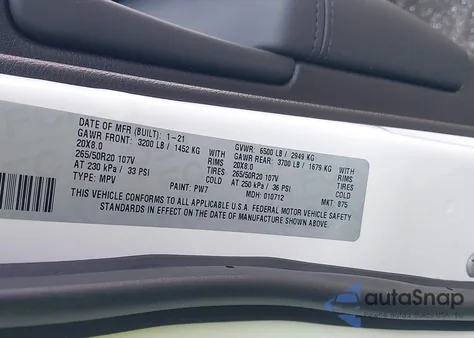 DATE OF MFR (BUILT): 1-21 GVWR: 6500 LB / 2949 KG
GAWR FRONT: 3200 LB / 1452 KG WITH GAWR REAR: 3700 LB / 1679 KG WITH
20X8.0 RIMS 20X8.0 RIMS
265/50R20 107V TIRES 265/50R20 107V TIRES
AT 230 kPa / 33 PSI COLD AT 250 kPa / 36 PSI COLD
TYPE: MPV PAINT: PW7 MDH: 010712 MKT: 875
THIS VEHICLE CONFORMS TO ALL APPLICABLE U.S.A. FEDERAL MOTOR VEHICLE SAFETY
STANDARDS IN EFFECT ON THE DATE OF MANUFACTURE SHOWN ABOVE.
autoSnap